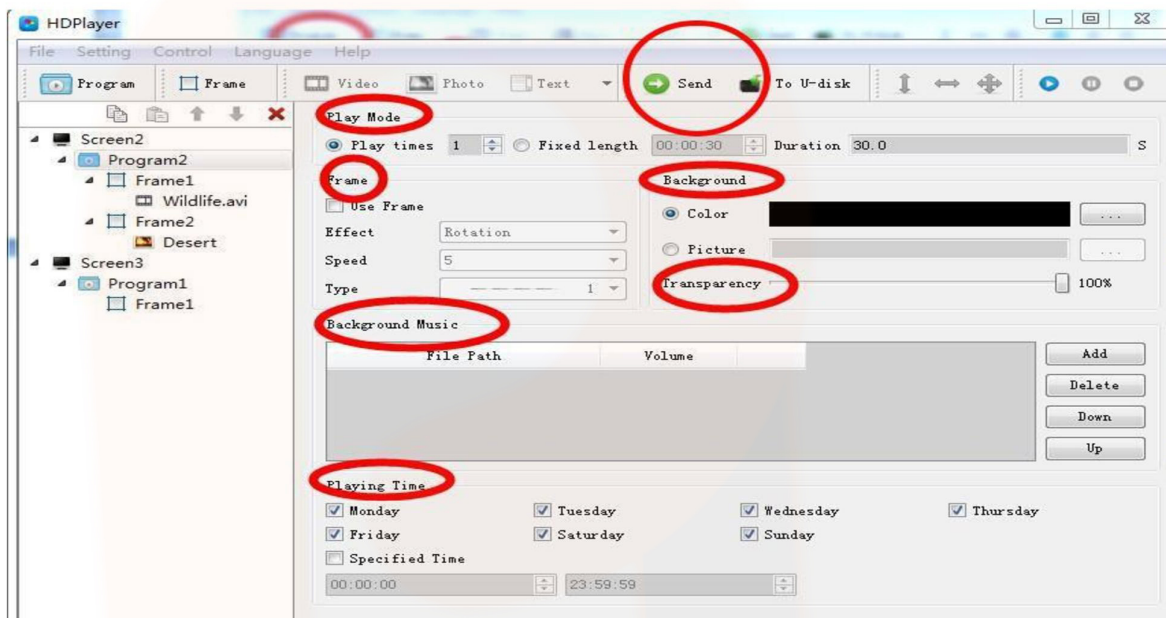 HDPlayer
File Setting Control Language Help
Program Frame Video Photo Text Send To U-disk
Screen2
Program2
Frame1
Wildlife.avi
Frame2
Desert
Screen3
Program1
Frame1
Play Mode
Play times 1 Fixed length 00:00:30 Duration 30.0 S
Frame
Use Frame
Effect Rotation
Speed 5
Type 1
Background
Color ...
Picture ...
Transparency 100%
Background Music
File Path Volume
Add
Delete
Down
Up
Playing Time
Monday Tuesday Wednesday Thursday
Friday Saturday Sunday
Specified Time
00:00:00 23:59:59